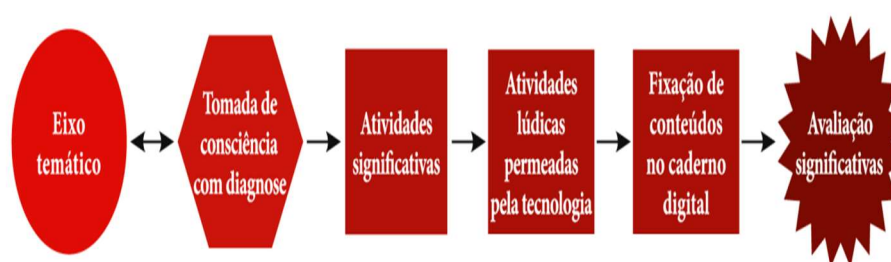 Eixo
temático
Tomada de
consciência
com diagnose
Atividades
significativas
Atividades
lúdicas
permeadas
pela tecnologia
Fixação de
conteúdos
no caderno
digital
Avaliação
significativas